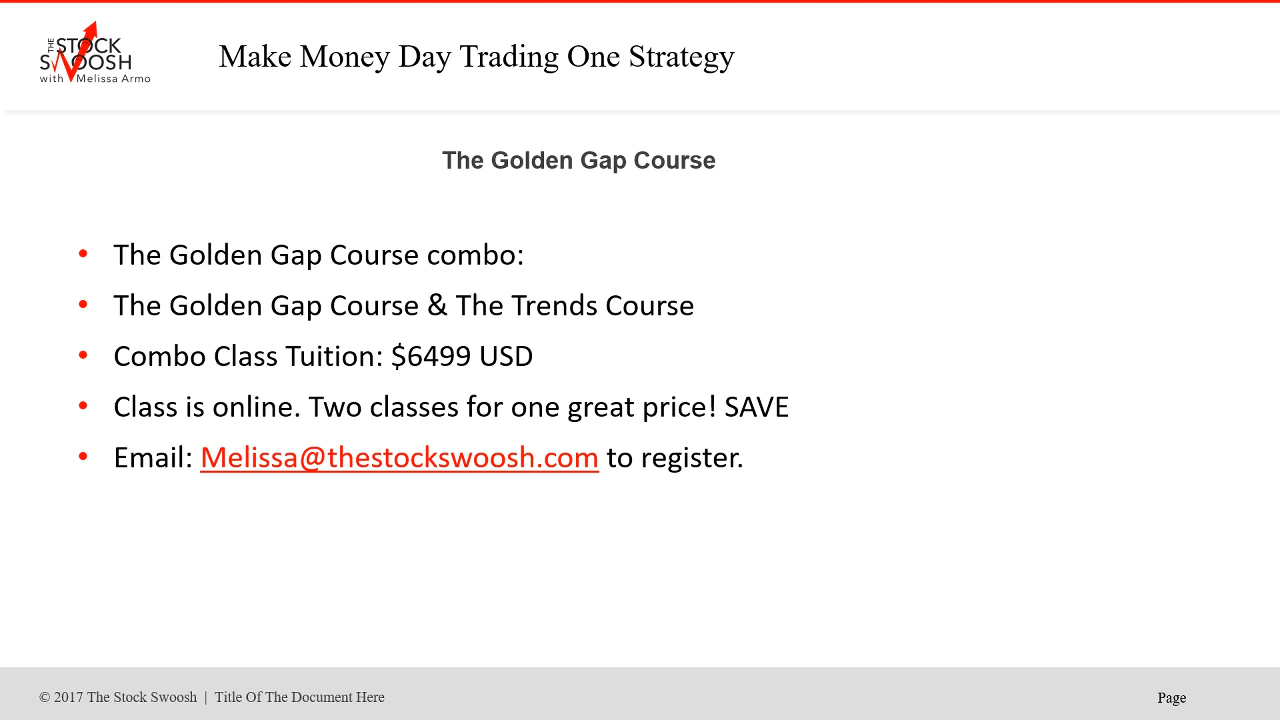 THE STOCK
SWOOSH
with Melissa Armo
Make Money Day Trading One Strategy
The Golden Gap Course
• The Golden Gap Course combo:
• The Golden Gap Course & The Trends Course
• Combo Class Tuition: $6499 USD
• Class is online. Two classes for one great price! SAVE
• Email: Melissa@thestockswoosh.com to register.
© 2017 The Stock Swoosh | Title Of The Document Here
Page